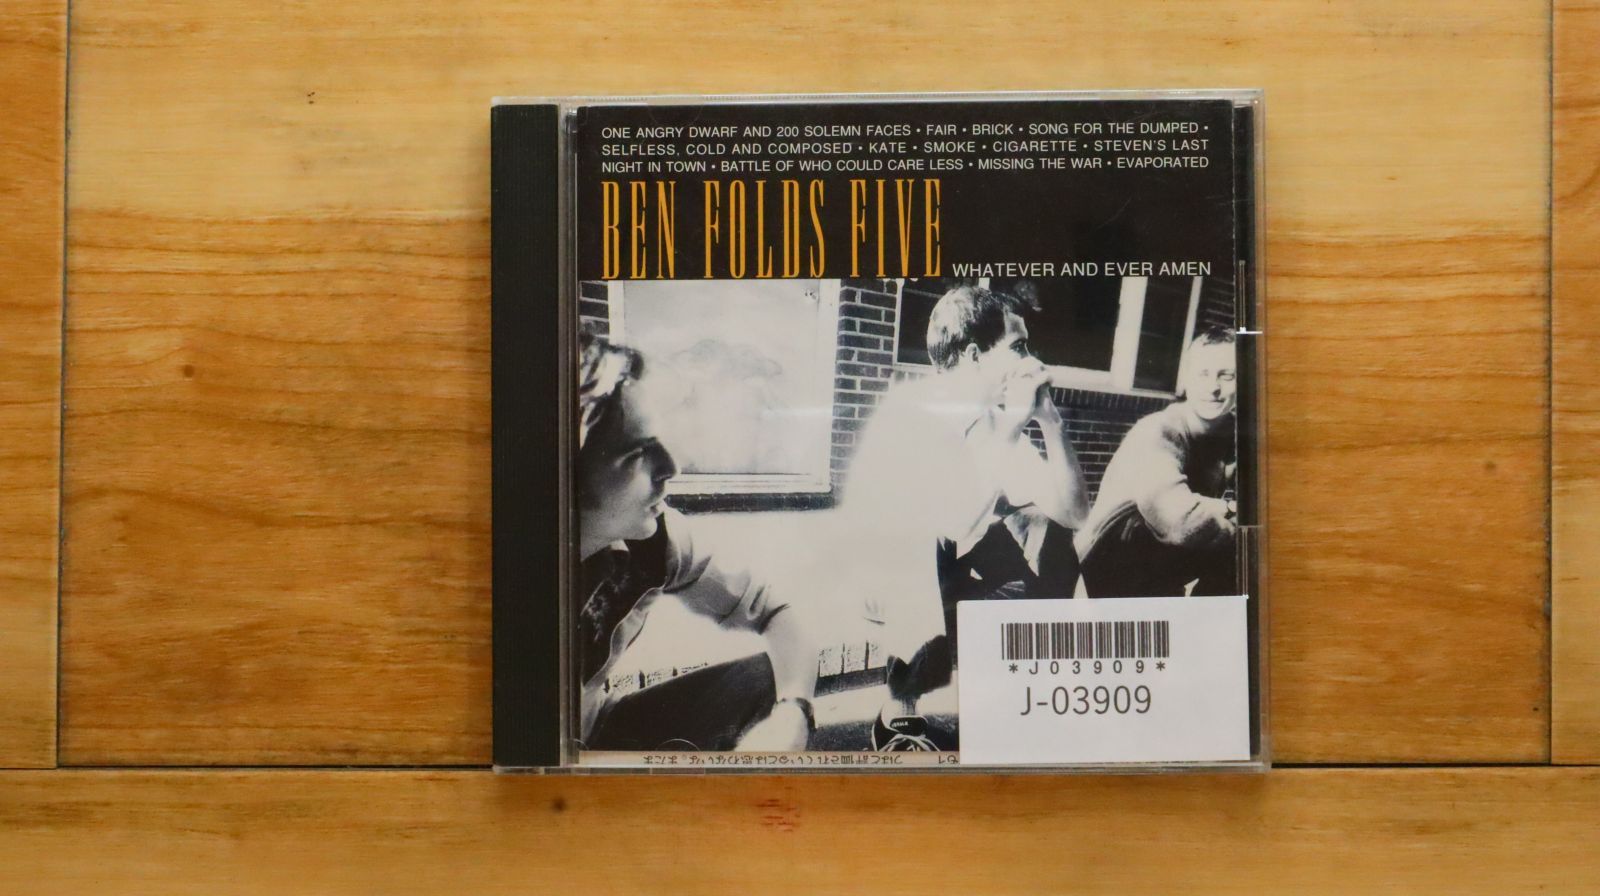 ONE ANGRY DWARF AND 200 SOLEMN FACES • FAIR • BRICK • SONG FOR THE DUMPED •
SELFLESS, COLD AND COMPOSED • KATE • SMOKE • CIGARETTE • STEVEN'S LAST
NIGHT IN TOWN • BATTLE OF WHO COULD CARE LESS • MISSING THE WAR • EVAPORATED
BEN FOLDS FIVE
WHATEVER AND EVER AMEN
*J03909*
J-03909